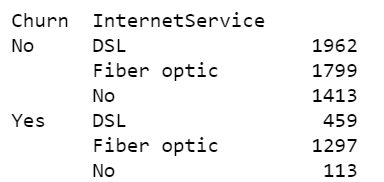 Churn  InternetService
No     DSL                1962
       Fiber optic        1799
       No                 1413
Yes    DSL                 459
       Fiber optic        1297
       No                  113